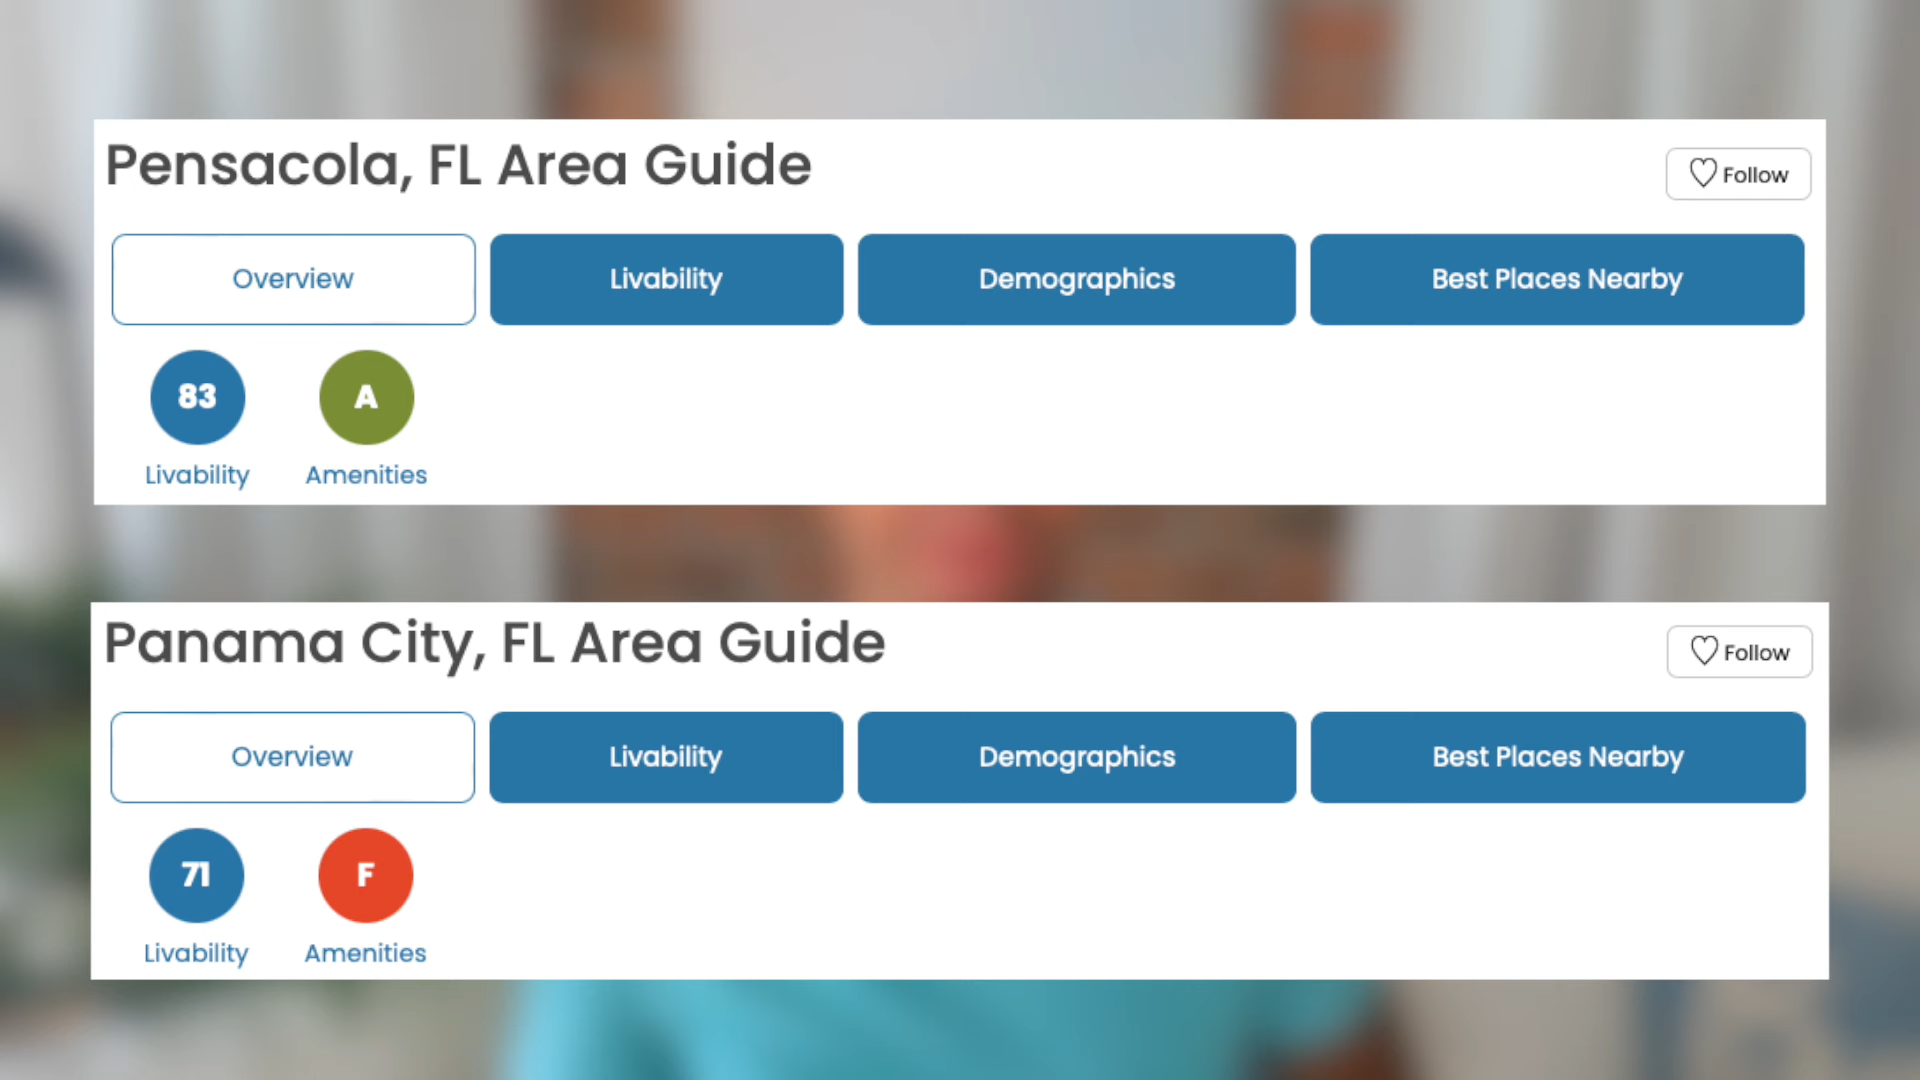 Pensacola, FL Area Guide
Follow
Overview
Livability
Demographics
Best Places Nearby
83
A
Livability
Amenities
Panama City, FL Area Guide
Follow
Overview
Livability
Demographics
Best Places Nearby
71
F
Livability
Amenities